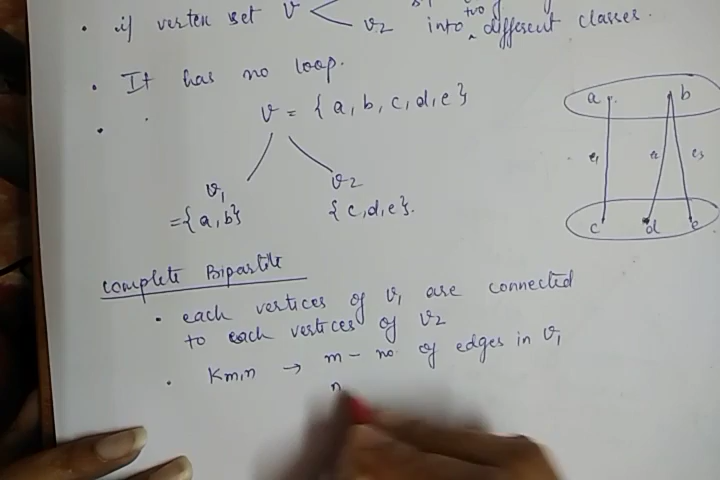 • if vertex set V
V2 into two different classes.
• It has no loop.
•
V = {a, b, c, d, e}
V1
V2
= {a, b}
{c, d, e}.
a b
e1 e2 e3
c d e
Complete Bipartite
• each vertices of V1 are connected
to each vertices of V2
• Km,n → m – no. of edges in V1
n